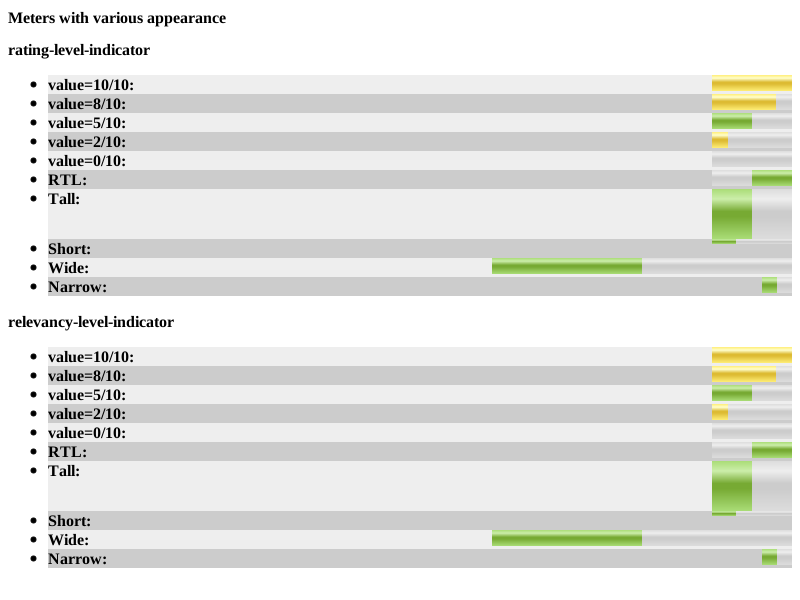 Meters with various appearance
rating-level-indicator
value=10/10:
value=8/10:
value=5/10:
value=2/10:
value=0/10:
RTL:
Tall:
Short:
Wide:
Narrow:
relevancy-level-indicator
value=10/10:
value=8/10:
value=5/10:
value=2/10:
value=0/10:
RTL:
Tall:
Short:
Wide:
Narrow: